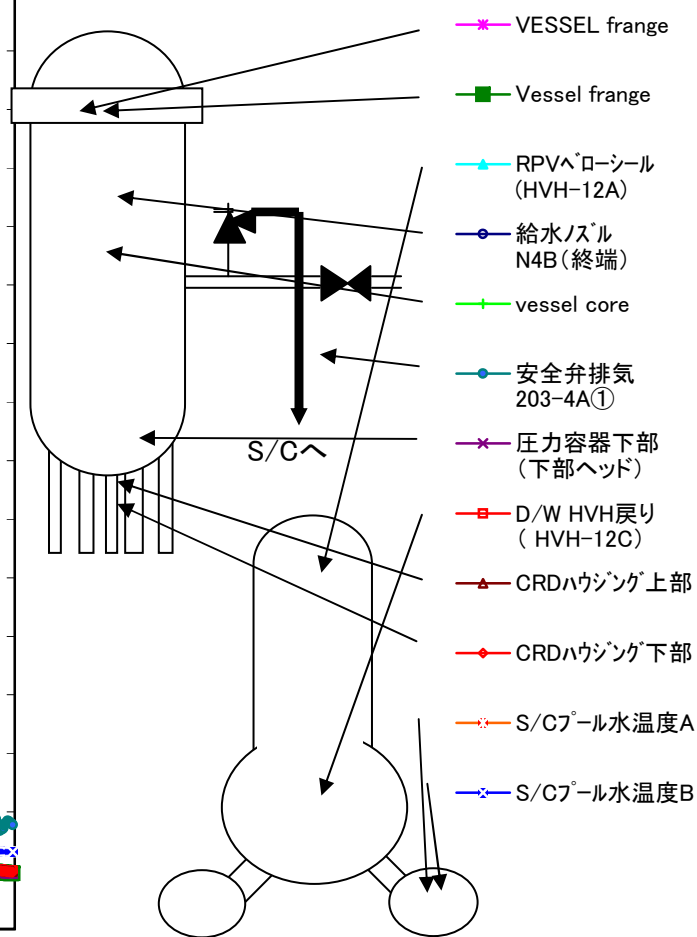 VESSEL frange
Vessel frange
RPVベローシール
(HVH-12A)
給水ノズル
N4B(終端)
vessel core
安全弁排気
203-4A①
圧力容器下部
(下部ヘッド)
D/W HVH戻り
( HVH-12C)
CRDハウジング上部
CRDハウジング下部
S/Cプール水温度A
S/Cプール水温度B
S/Cへ